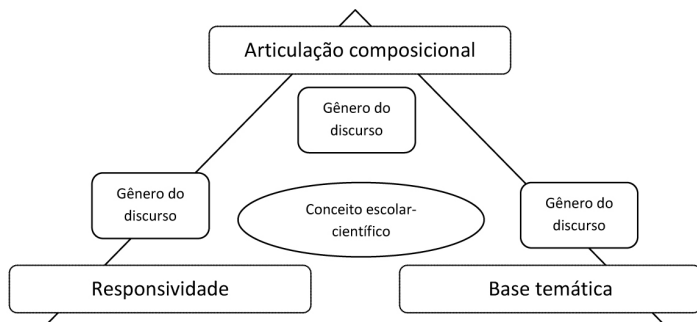 Articulação composicional
Gênero do
discurso
Gênero do
discurso
Conceito escolar-
científico
Gênero do
discurso
Responsividade
Base temática